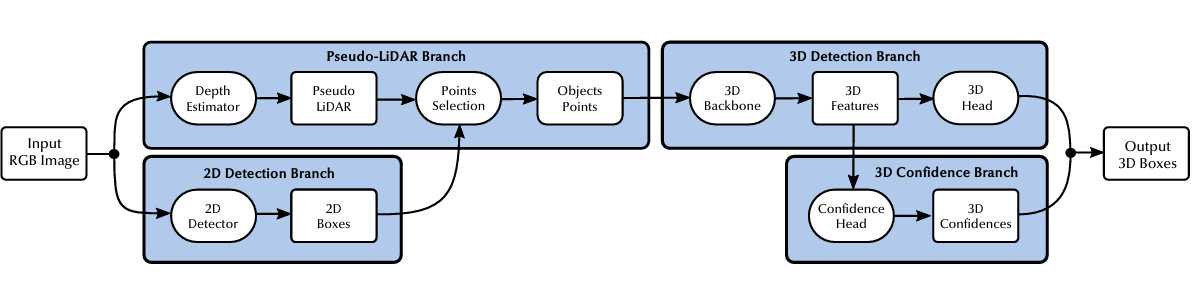 Input
RGB Image
Pseudo-LiDAR Branch
Depth
Estimator
Pseudo
LiDAR
Points
Selection
Objects
Points
2D Detection Branch
2D
Detector
2D
Boxes
3D Detection Branch
3D
Backbone
3D
Features
3D
Head
3D Confidence Branch
Confidence
Head
3D
Confidences
Output
3D Boxes